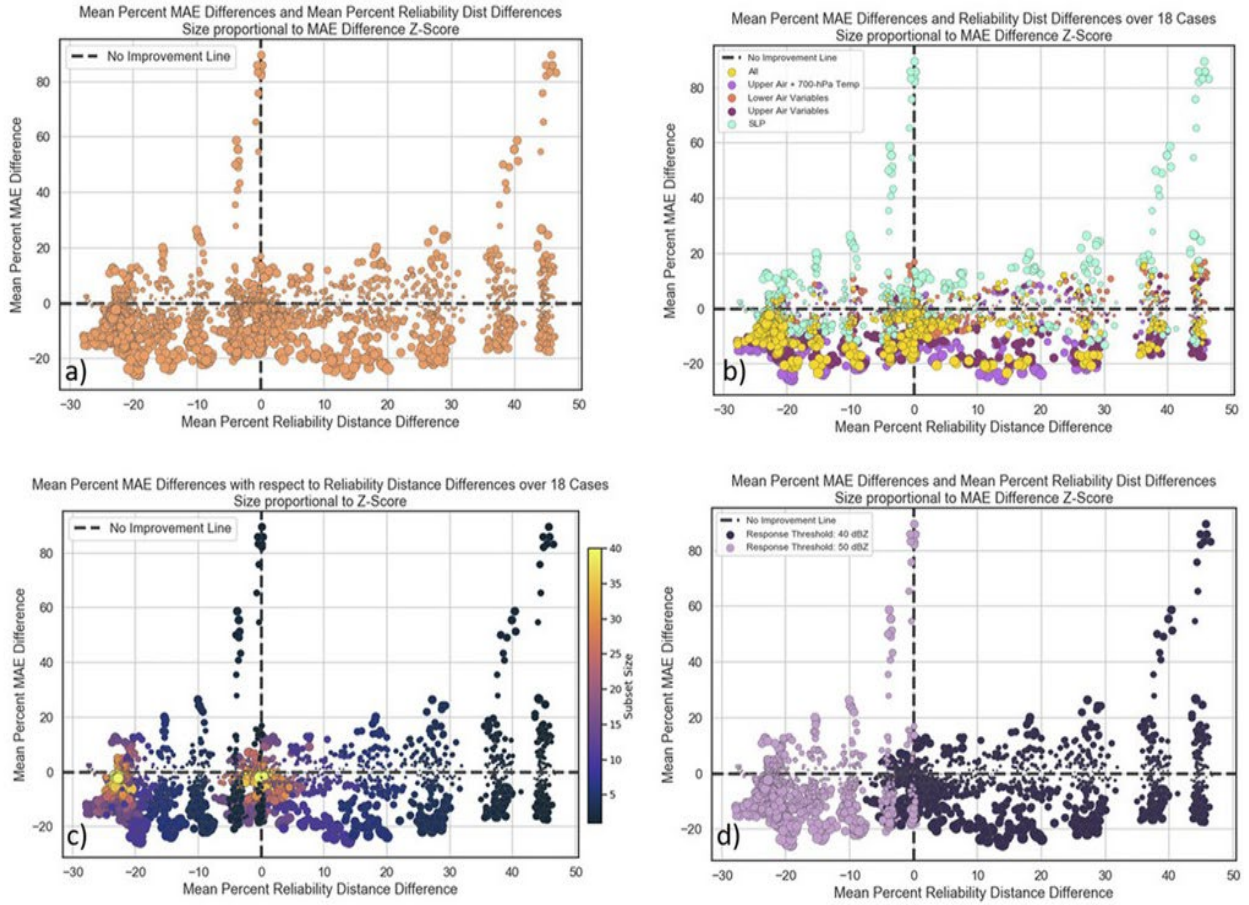 Mean Percent MAE Differences and Mean Percent Reliability Dist Differences
Size proportional to MAE Difference Z-Score
No Improvement Line
Mean Percent MAE Difference
80
60
40
20
0
−20
a)
−30 −20 −10 0 10 20 30 40 50
Mean Percent Reliability Distance Difference
Mean Percent MAE Differences and Reliability Dist Differences over 18 Cases
Size proportional to MAE Difference Z-Score
No Improvement Line
All
Upper Air + 700-hPa Temp
Lower Air Variables
Upper Air Variables
SLP
Mean Percent MAE Difference
80
60
40
20
0
−20
b)
−30 −20 −10 0 10 20 30 40 50
Mean Percent Reliability Distance Difference
Mean Percent MAE Differences with respect to Reliability Distance Differences over 18 Cases
Size proportional to Z-Score
No Improvement Line
Mean Percent MAE Difference
80
60
40
20
0
−20
c)
−30 −20 −10 0 10 20 30 40 50
Mean Percent Reliability Distance Difference
40
35
30
25
20
15
10
5
Subset Size
Mean Percent MAE Differences and Mean Percent Reliability Dist Differences
Size proportional to MAE Difference Z-Score
No Improvement Line
Response Threshold: 40 dBZ
Response Threshold: 50 dBZ
Mean Percent MAE Difference
80
60
40
20
0
−20
d)
−30 −20 −10 0 10 20 30 40 50
Mean Percent Reliability Distance Difference